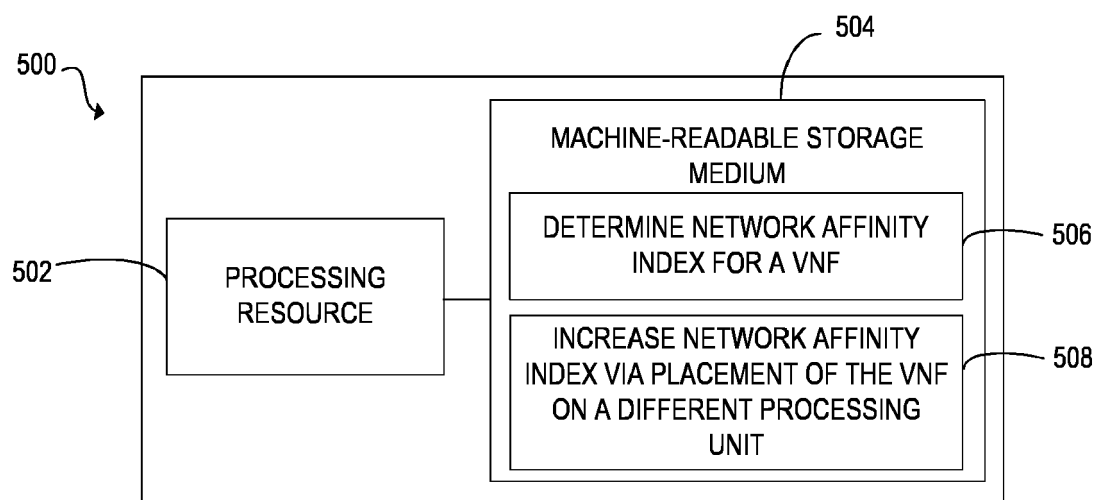 504
500
MACHINE-READABLE STORAGE
MEDIUM
DETERMINE NETWORK AFFINITY
INDEX FOR A VNF
506
502
PROCESSING
RESOURCE
INCREASE NETWORK AFFINITY
INDEX VIA PLACEMENT OF THE VNF
ON A DIFFERENT PROCESSING
UNIT
508